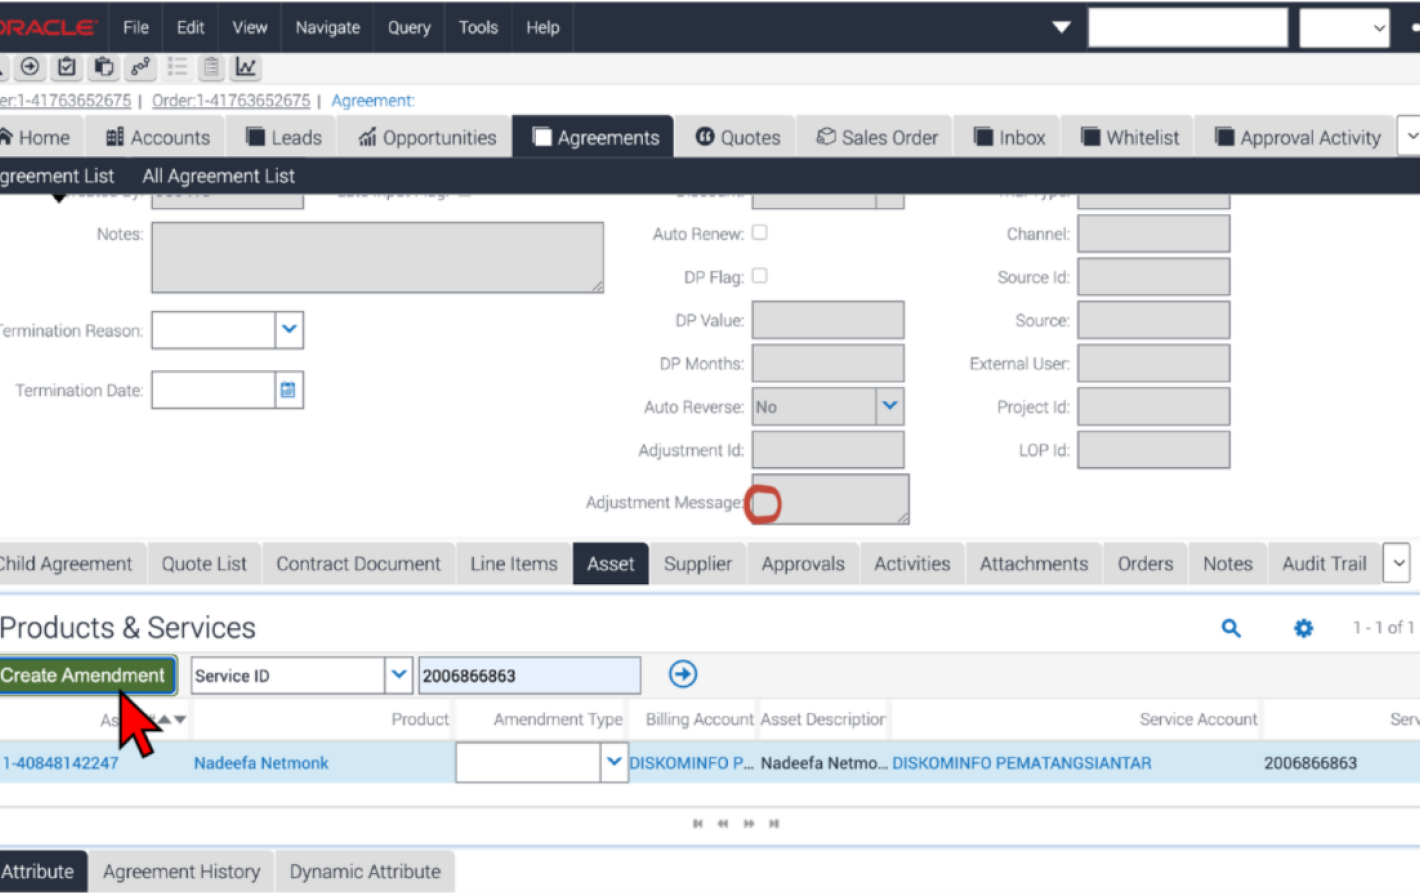 ORACLE File Edit View Navigate Query Tools Help
er:1-41763652675 | Order:1-41763652675 | Agreement:
Home Accounts Leads Opportunities Agreements Quotes Sales Order Inbox Whitelist Approval Activity
greement List All Agreement List
Notes: Auto Renew: Channel:
DP Flag: Source Id:
Termination Reason: DP Value: Source:
DP Months: External User:
Termination Date:
Auto Reverse: No Project Id:
Adjustment Id: LOP Id:
Adjustment Message:
Child Agreement Quote List Contract Document Line Items Asset Supplier Approvals Activities Attachments Orders Notes Audit Trail
Products & Services 1 - 1 of 1
Create Amendment Service ID 2006866863
As Product Amendment Type Billing Account Asset Description Service Account Serv
1-40848142247 Nadeefa Netmonk DISKOMINFO P... Nadeefa Netmo... DISKOMINFO PEMATANGSIANTAR 2006866863
Attribute Agreement History Dynamic Attribute